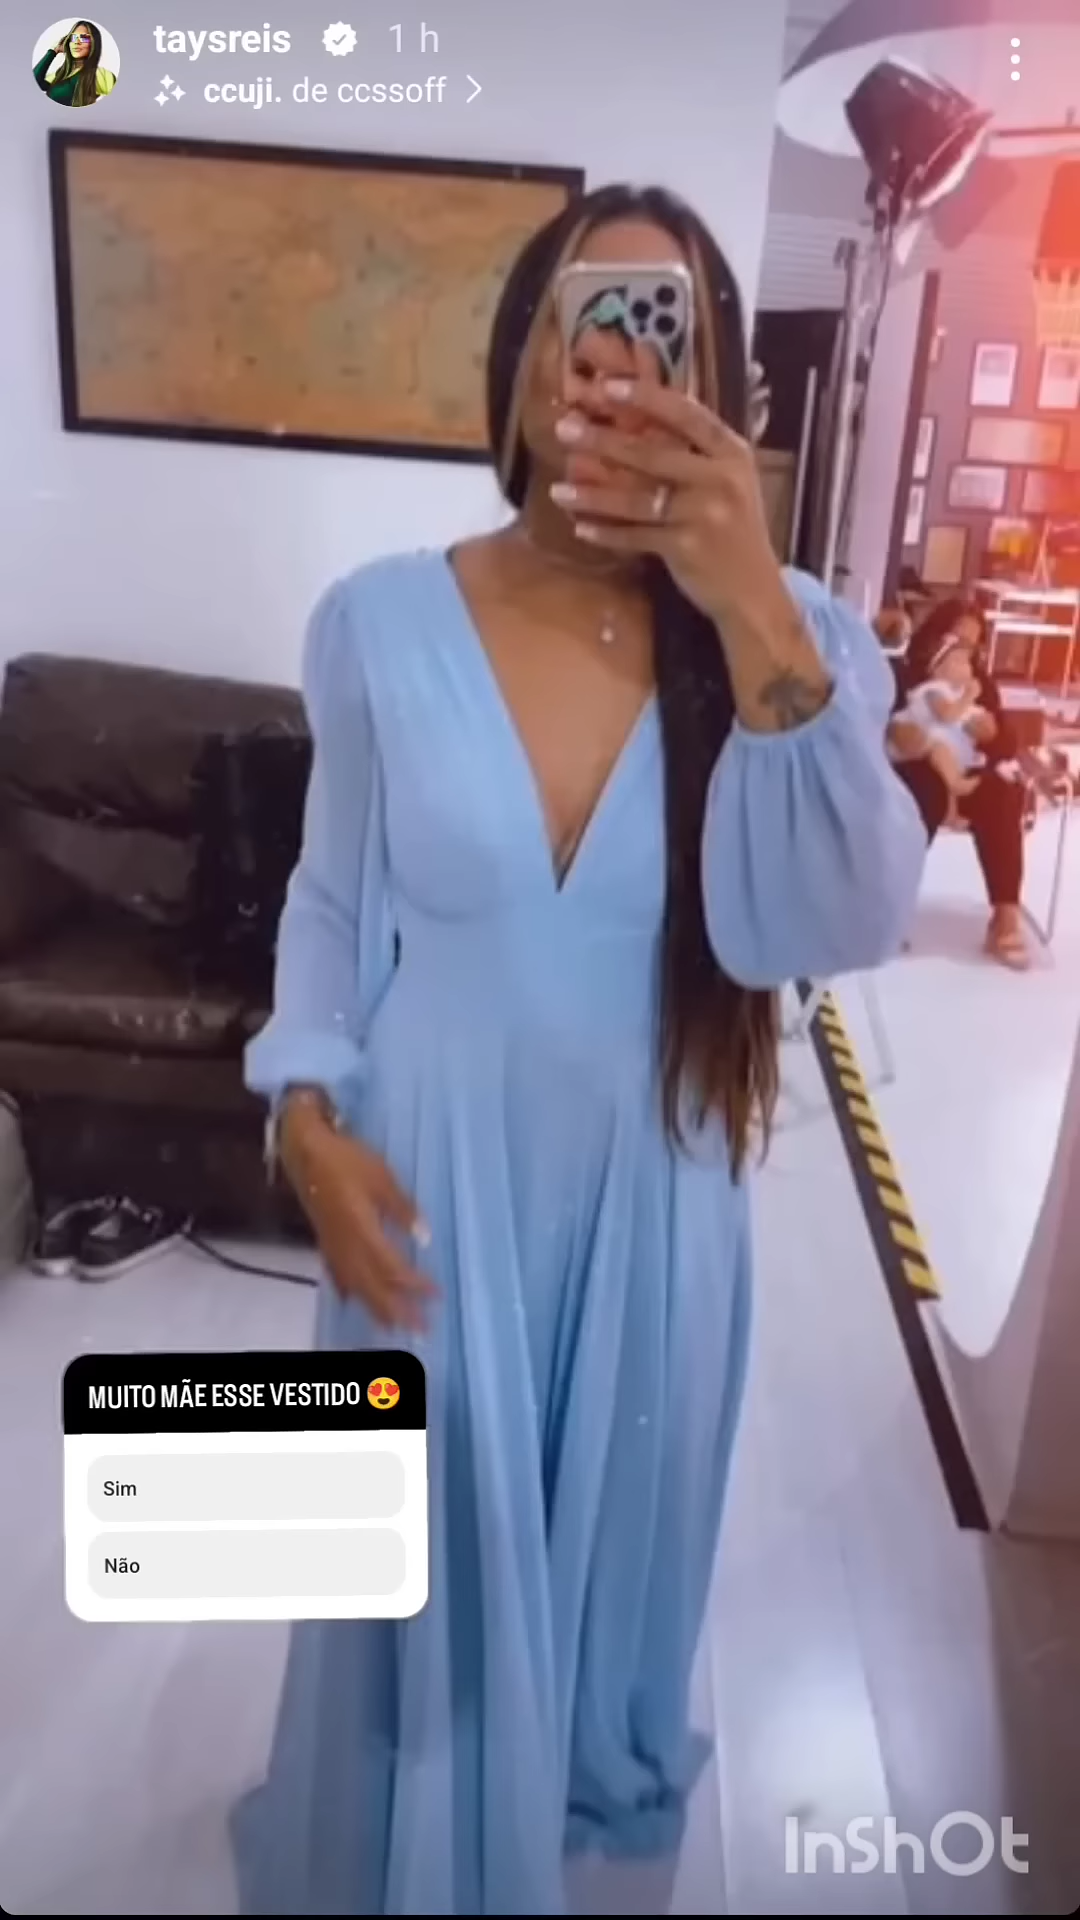 taysreis 1 h
ccuji. de ccssoff
MUITO MÃE ESSE VESTIDO 😍
Sim
Não
InShOt